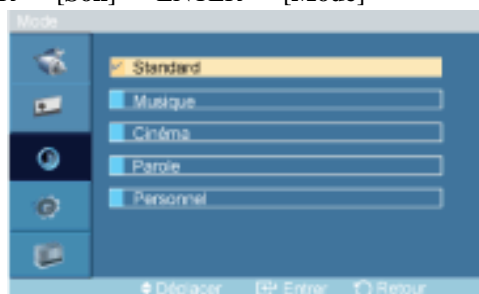 [Son] ENTER [Mode]
Mode
Standard
Musique
Cinéma
Parole
Personnel
Déplacer Entrer Retour